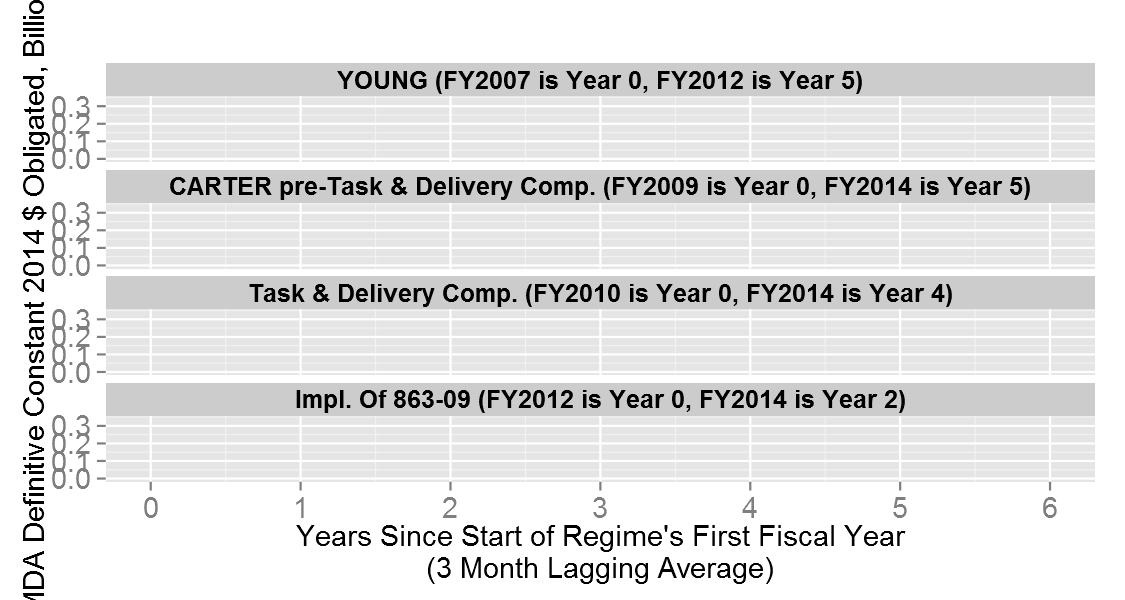 MDA Definitive Constant 2014 $ Obligated, Billio
YOUNG (FY2007 is Year 0, FY2012 is Year 5)
0.3
0.2
0.1
0.0
CARTER pre-Task & Delivery Comp. (FY2009 is Year 0, FY2014 is Year 5)
0.3
0.2
0.1
0.0
Task & Delivery Comp. (FY2010 is Year 0, FY2014 is Year 4)
0.3
0.2
0.1
0.0
Impl. Of 863-09 (FY2012 is Year 0, FY2014 is Year 2)
0.3
0.2
0.1
0.0
0 1 2 3 4 5 6
Years Since Start of Regime's First Fiscal Year
(3 Month Lagging Average)